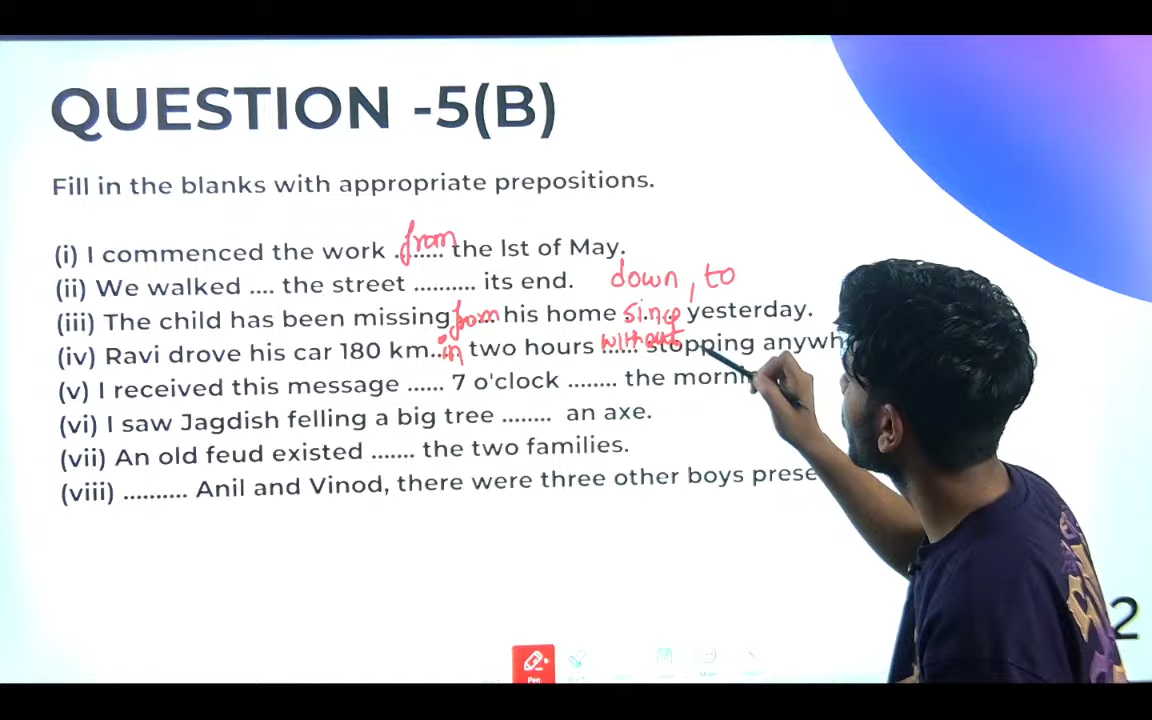 QUESTION -5(B)
Fill in the blanks with appropriate prepositions.
(i) I commenced the work ..from.... the Ist of May.
(ii) We walked .... the street .......... its end. down, to
(iii) The child has been missing from... his home since yesterday.
(iv) Ravi drove his car 180 km...in.. two hours without stopping
(v) I received this message ...... 7 o'clock ........ the
(vi) I saw Jagdish felling a big tree ........ an axe.
(vii) An old feud existed ....... the two families.
(viii) .......... Anil and Vinod, there were three other boys
2
Pen